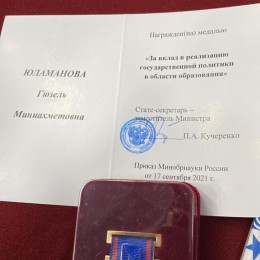 ЮЛАМАНОВА
Гюзель
Миниахметовна
Награжден(а) медалью
«За вклад в реализацию
государственной политики
в области образования»
Статс-секретарь –
заместитель Министра
П.А. Кучеренко
Приказ Минобрнауки России
от 17 сентября 2021 г.